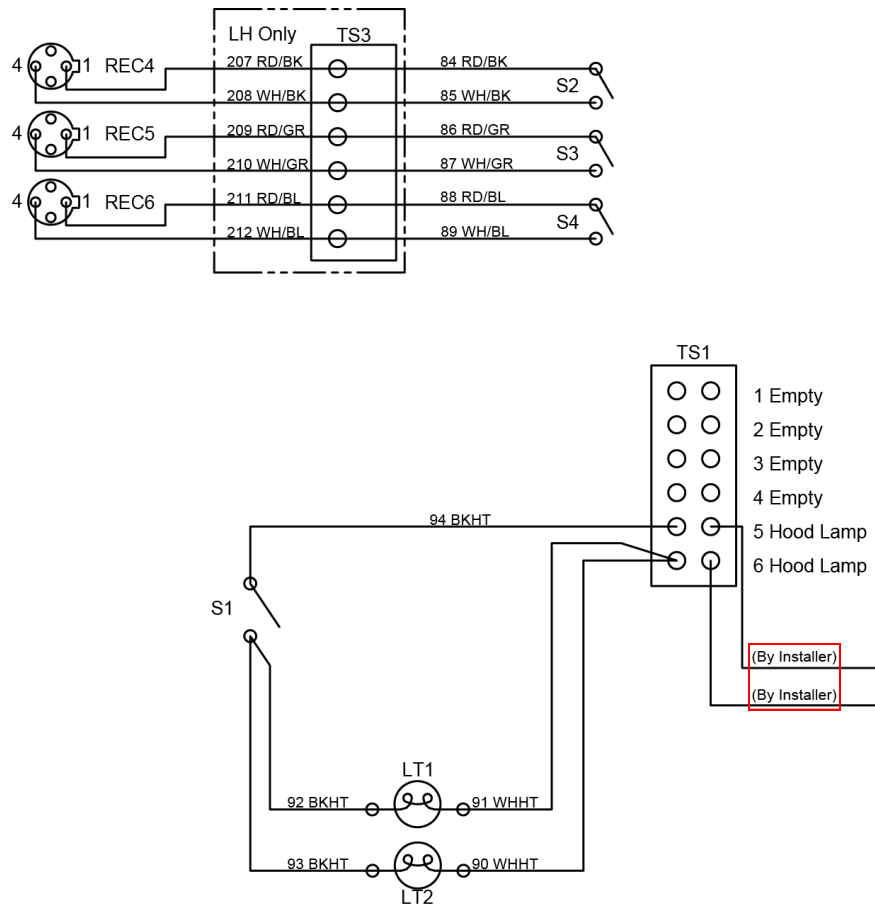 LH Only TS3
4 1 REC4 207 RD/BK 84 RD/BK
S2
208 WH/BK 85 WH/BK
4 1 REC5 209 RD/GR 86 RD/GR
S3
210 WH/GR 87 WH/GR
4 1 REC6 211 RD/BL 88 RD/BL
S4
212 WH/BL 89 WH/BL
TS1
1 Empty
2 Empty
3 Empty
4 Empty
94 BKHT 5 Hood Lamp
6 Hood Lamp
S1
(By Installer)
(By Installer)
LT1
92 BKHT 91 WHHT
93 BKHT 90 WHHT
LT2